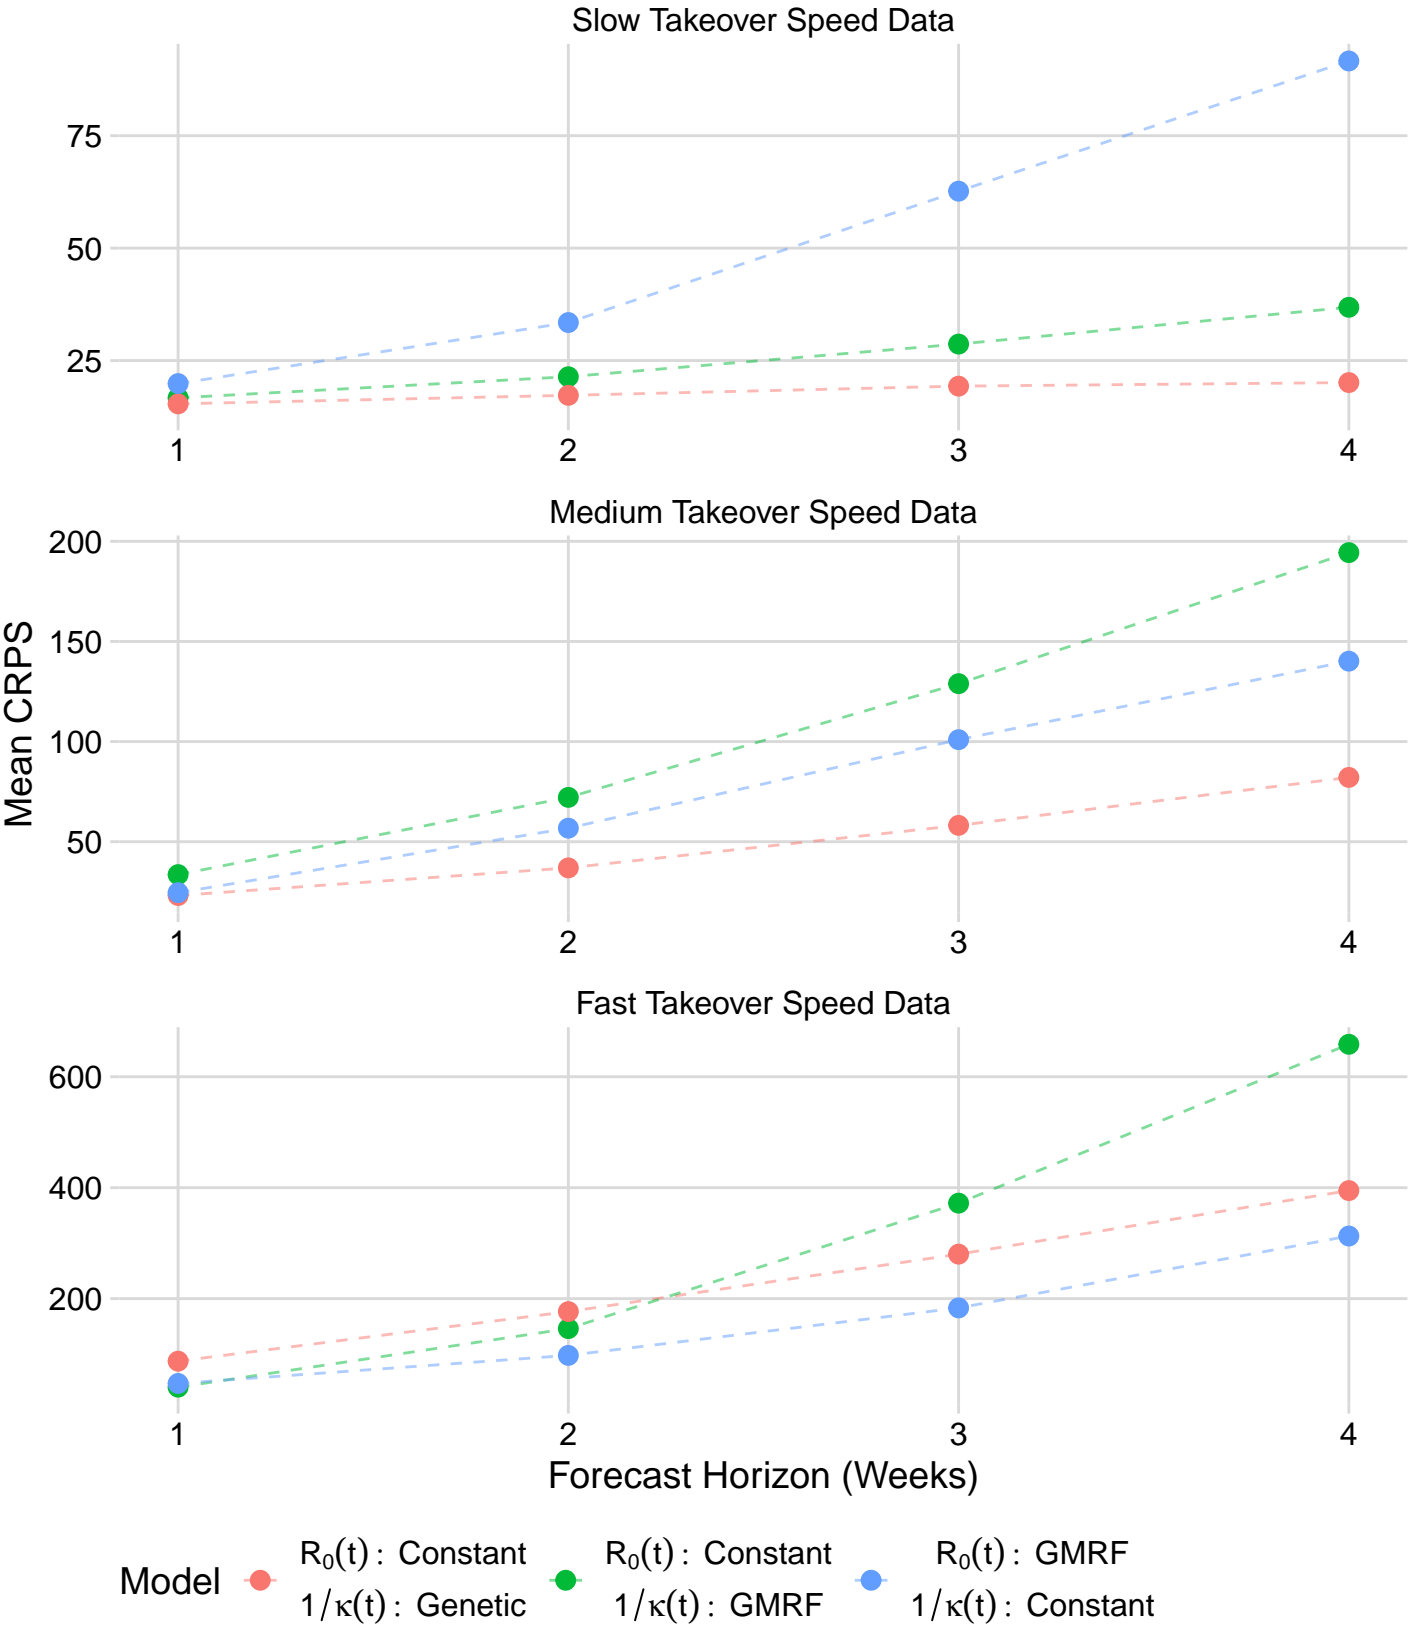 Slow Takeover Speed Data
75
50
25
1 2 3 4
Medium Takeover Speed Data
200
150
100
50
1 2 3 4
Mean CRPS
Fast Takeover Speed Data
600
400
200
1 2 3 4
Forecast Horizon (Weeks)
Model
R₀(t): Constant
1/κ(t): Genetic
R₀(t): Constant
1/κ(t): GMRF
R₀(t): GMRF
1/κ(t): Constant